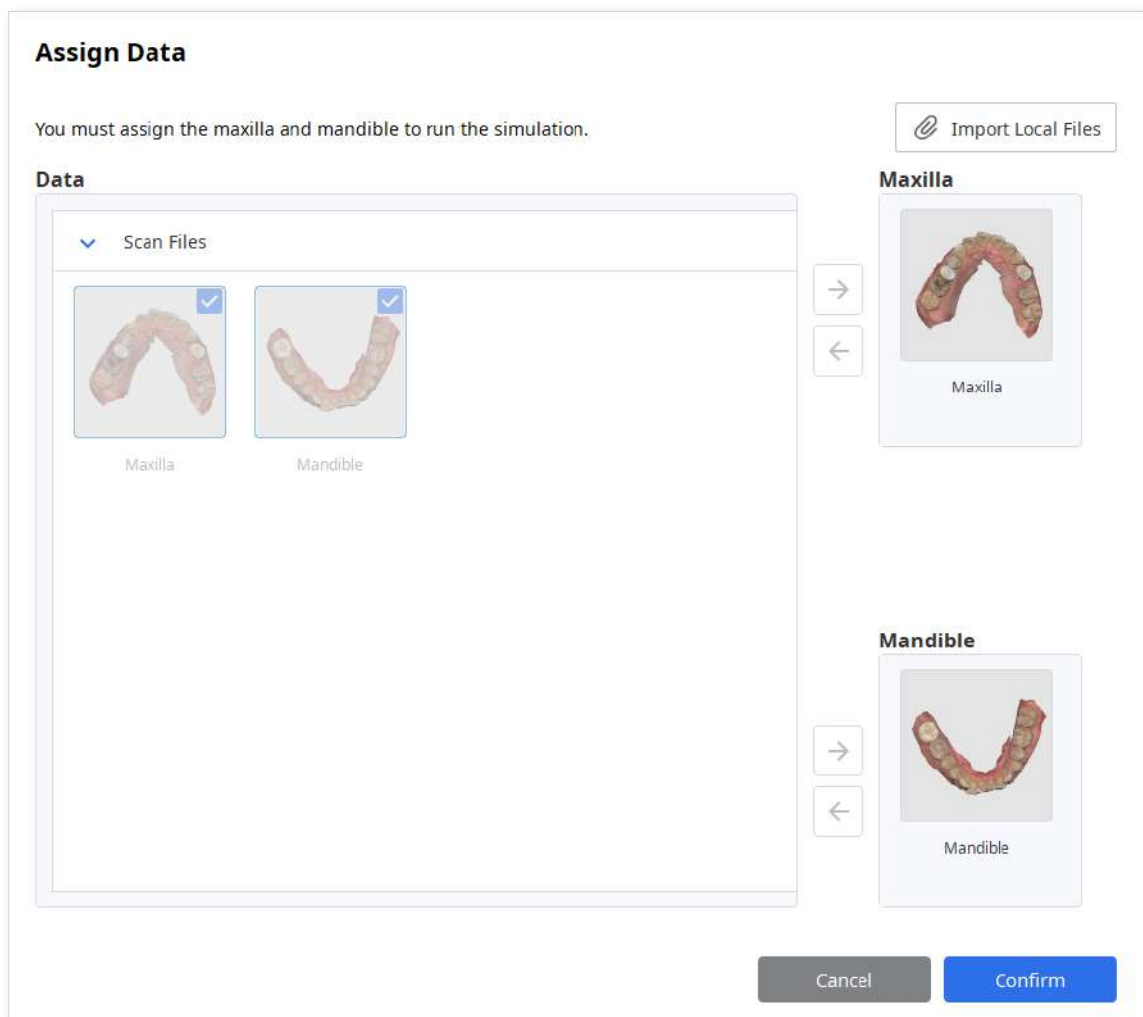 Assign Data
You must assign the maxilla and mandible to run the simulation.
Import Local Files
Data
Maxilla
Scan Files
Maxilla
Maxilla
Mandible
Mandible
Mandible
Cancel
Confirm